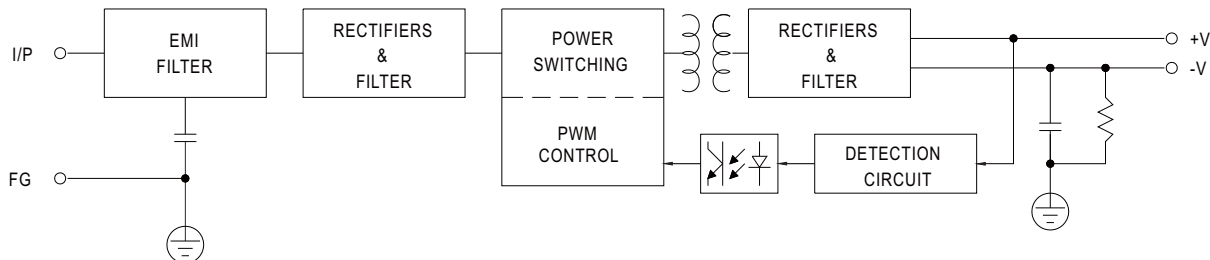 I/P
EMI
FILTER
RECTIFIERS
&
FILTER
POWER
SWITCHING
PWM
CONTROL
RECTIFIERS
&
FILTER
+V
-V
DETECTION
CIRCUIT
FG